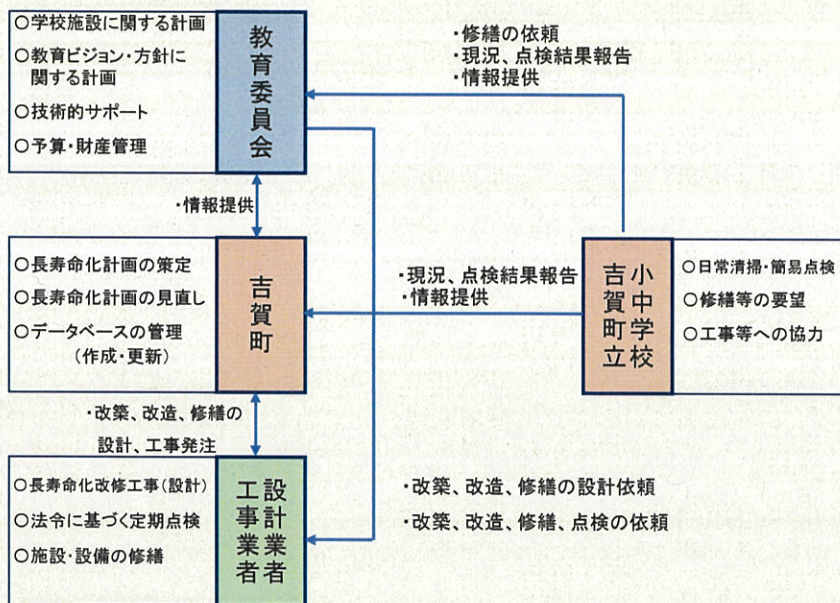 ○学校施設に関する計画
○教育ビジョン・方針に
関する計画
○技術的サポート
○予算・財産管理
教育委員会
・修繕の依頼
・現況、点検結果報告
・情報提供
・情報提供
○長寿命化計画の策定
○長寿命化計画の見直し
○データベースの管理
（作成・更新）
吉賀町
・現況、点検結果報告
・情報提供
小中学校
吉賀町立
○日常清掃・簡易点検
○修繕等の要望
○工事等への協力
・改築、改造、修繕の
設計、工事発注
○長寿命化改修工事（設計）
○法令に基づく定期点検
○施設・設備の修繕
設計業者
工事業者
・改築、改造、修繕の設計依頼
・改築、改造、修繕、点検の依頼